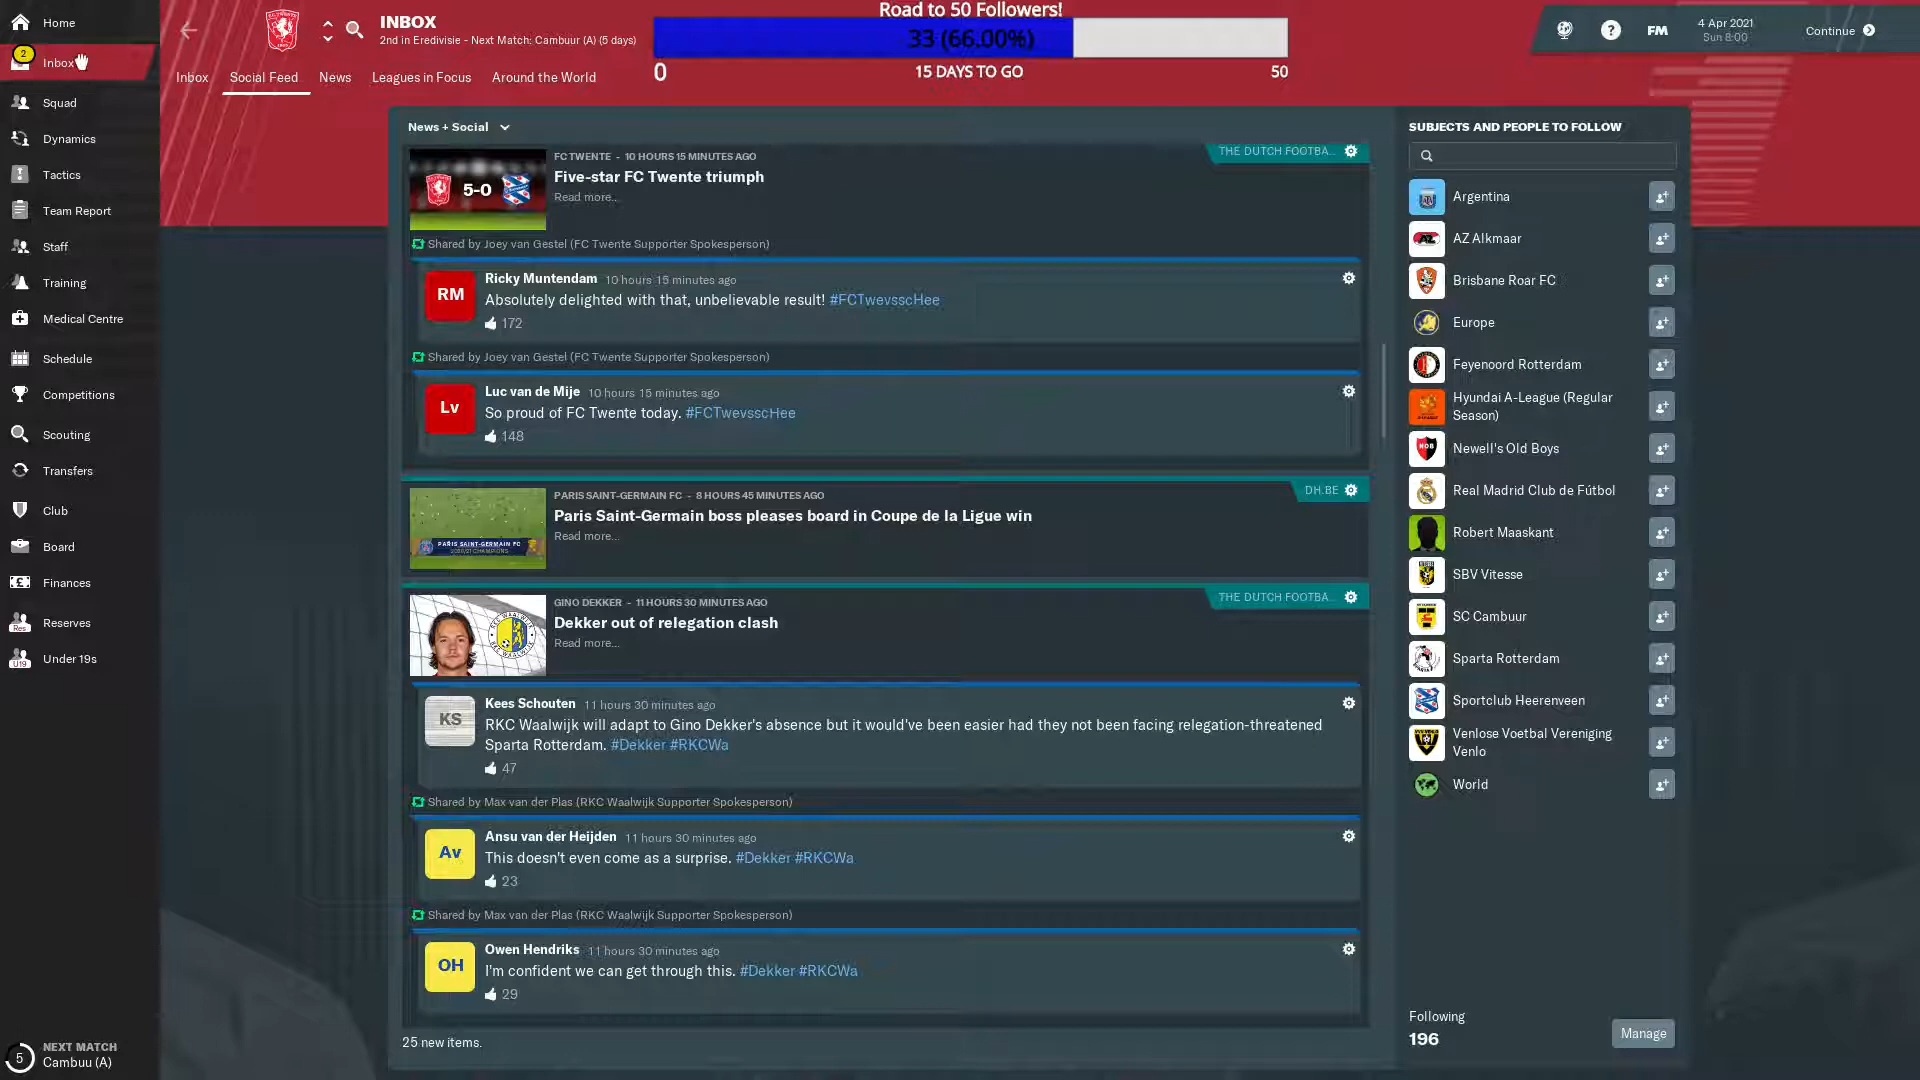 Home
2
Inbox
Squad
Dynamics
Tactics
Team Report
Staff
Training
Medical Centre
Schedule
Competitions
Scouting
Transfers
Club
Board
Finances
Res
Reserves
U19
Under 19s
5
NEXT MATCH
Cambuu (A)
INBOX
2nd in Eredivisie - Next Match: Cambuur (A) (5 days)
Inbox Social Feed News Leagues in Focus Around the World
Road to 50 Followers!
33 (66.00%)
0 15 DAYS TO GO 50
FM
4 Apr 2021
Sun 8:00
Continue
News + Social
FC TWENTE - 10 HOURS 15 MINUTES AGO
THE DUTCH FOOTBA...
5-0
Five-star FC Twente triumph
Read more...
Shared by Joey van Gestel (FC Twente Supporter Spokesperson)
RM
Ricky Muntendam 10 hours 15 minutes ago
Absolutely delighted with that, unbelievable result! #FCTwevsscHee
172
Shared by Joey van Gestel (FC Twente Supporter Spokesperson)
Lv
Luc van de Mije 10 hours 15 minutes ago
So proud of FC Twente today. #FCTwevsscHee
148
PARIS SAINT-GERMAIN FC - 8 HOURS 45 MINUTES AGO
DH.BE
Paris Saint-Germain boss pleases board in Coupe de la Ligue win
Read more...
PARIS SAINT-GERMAIN FC
2020/21 CHAMPIONS
GINO DEKKER - 11 HOURS 30 MINUTES AGO
THE DUTCH FOOTBA...
Dekker out of relegation clash
Read more...
KS
Kees Schouten 11 hours 30 minutes ago
RKC Waalwijk will adapt to Gino Dekker's absence but it would've been easier had they not been facing relegation-threatened
Sparta Rotterdam. #Dekker #RKCWa
47
Shared by Max van der Plas (RKC Waalwijk Supporter Spokesperson)
Av
Ansu van der Heijden 11 hours 30 minutes ago
This doesn't even come as a surprise. #Dekker #RKCWa
23
Shared by Max van der Plas (RKC Waalwijk Supporter Spokesperson)
OH
Owen Hendriks 11 hours 30 minutes ago
I'm confident we can get through this. #Dekker #RKCWa
29
25 new items.
SUBJECTS AND PEOPLE TO FOLLOW
Argentina
AZ Alkmaar
Brisbane Roar FC
Europe
Feyenoord Rotterdam
Hyundai A-League (Regular
Season)
Newell's Old Boys
Real Madrid Club de Fútbol
Robert Maaskant
SBV Vitesse
SC Cambuur
Sparta Rotterdam
Sportclub Heerenveen
Venlose Voetbal Vereniging
Venlo
World
Following
196
Manage